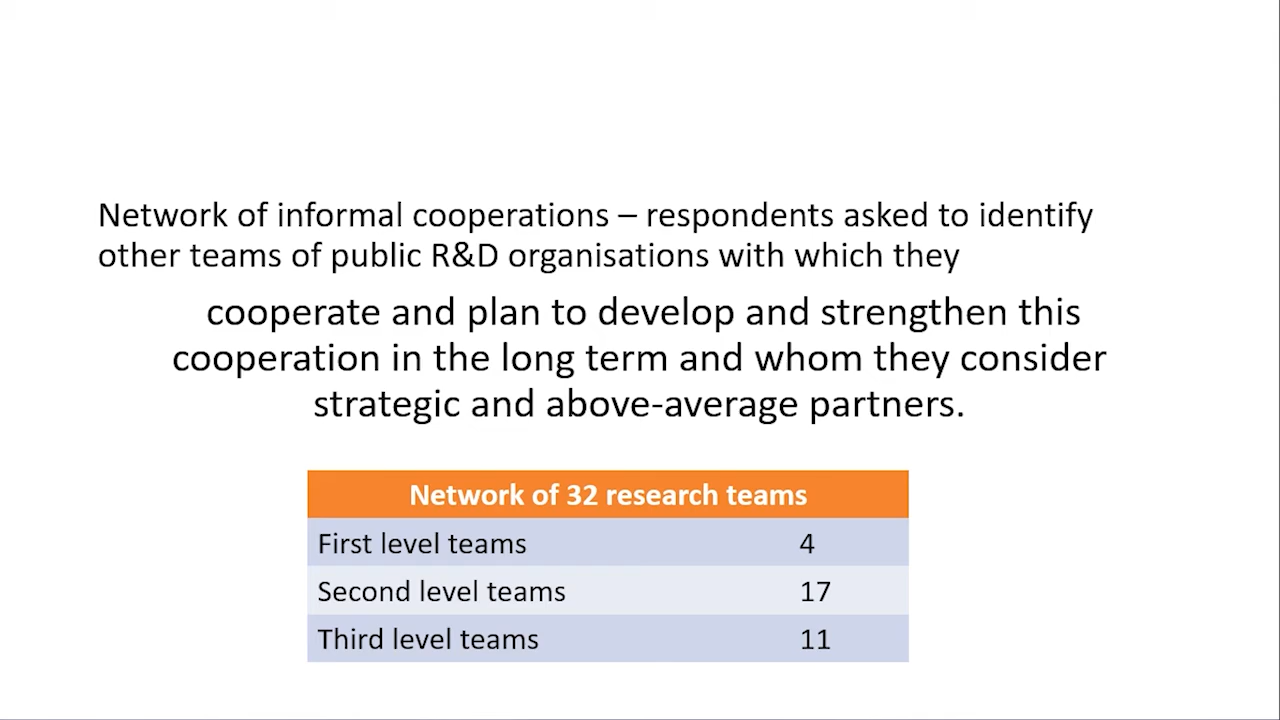 Network of informal cooperations – respondents asked to identify
other teams of public R&D organisations with which they
cooperate and plan to develop and strengthen this
cooperation in the long term and whom they consider
strategic and above-average partners.
Network of 32 research teams
First level teams 4
Second level teams 17
Third level teams 11